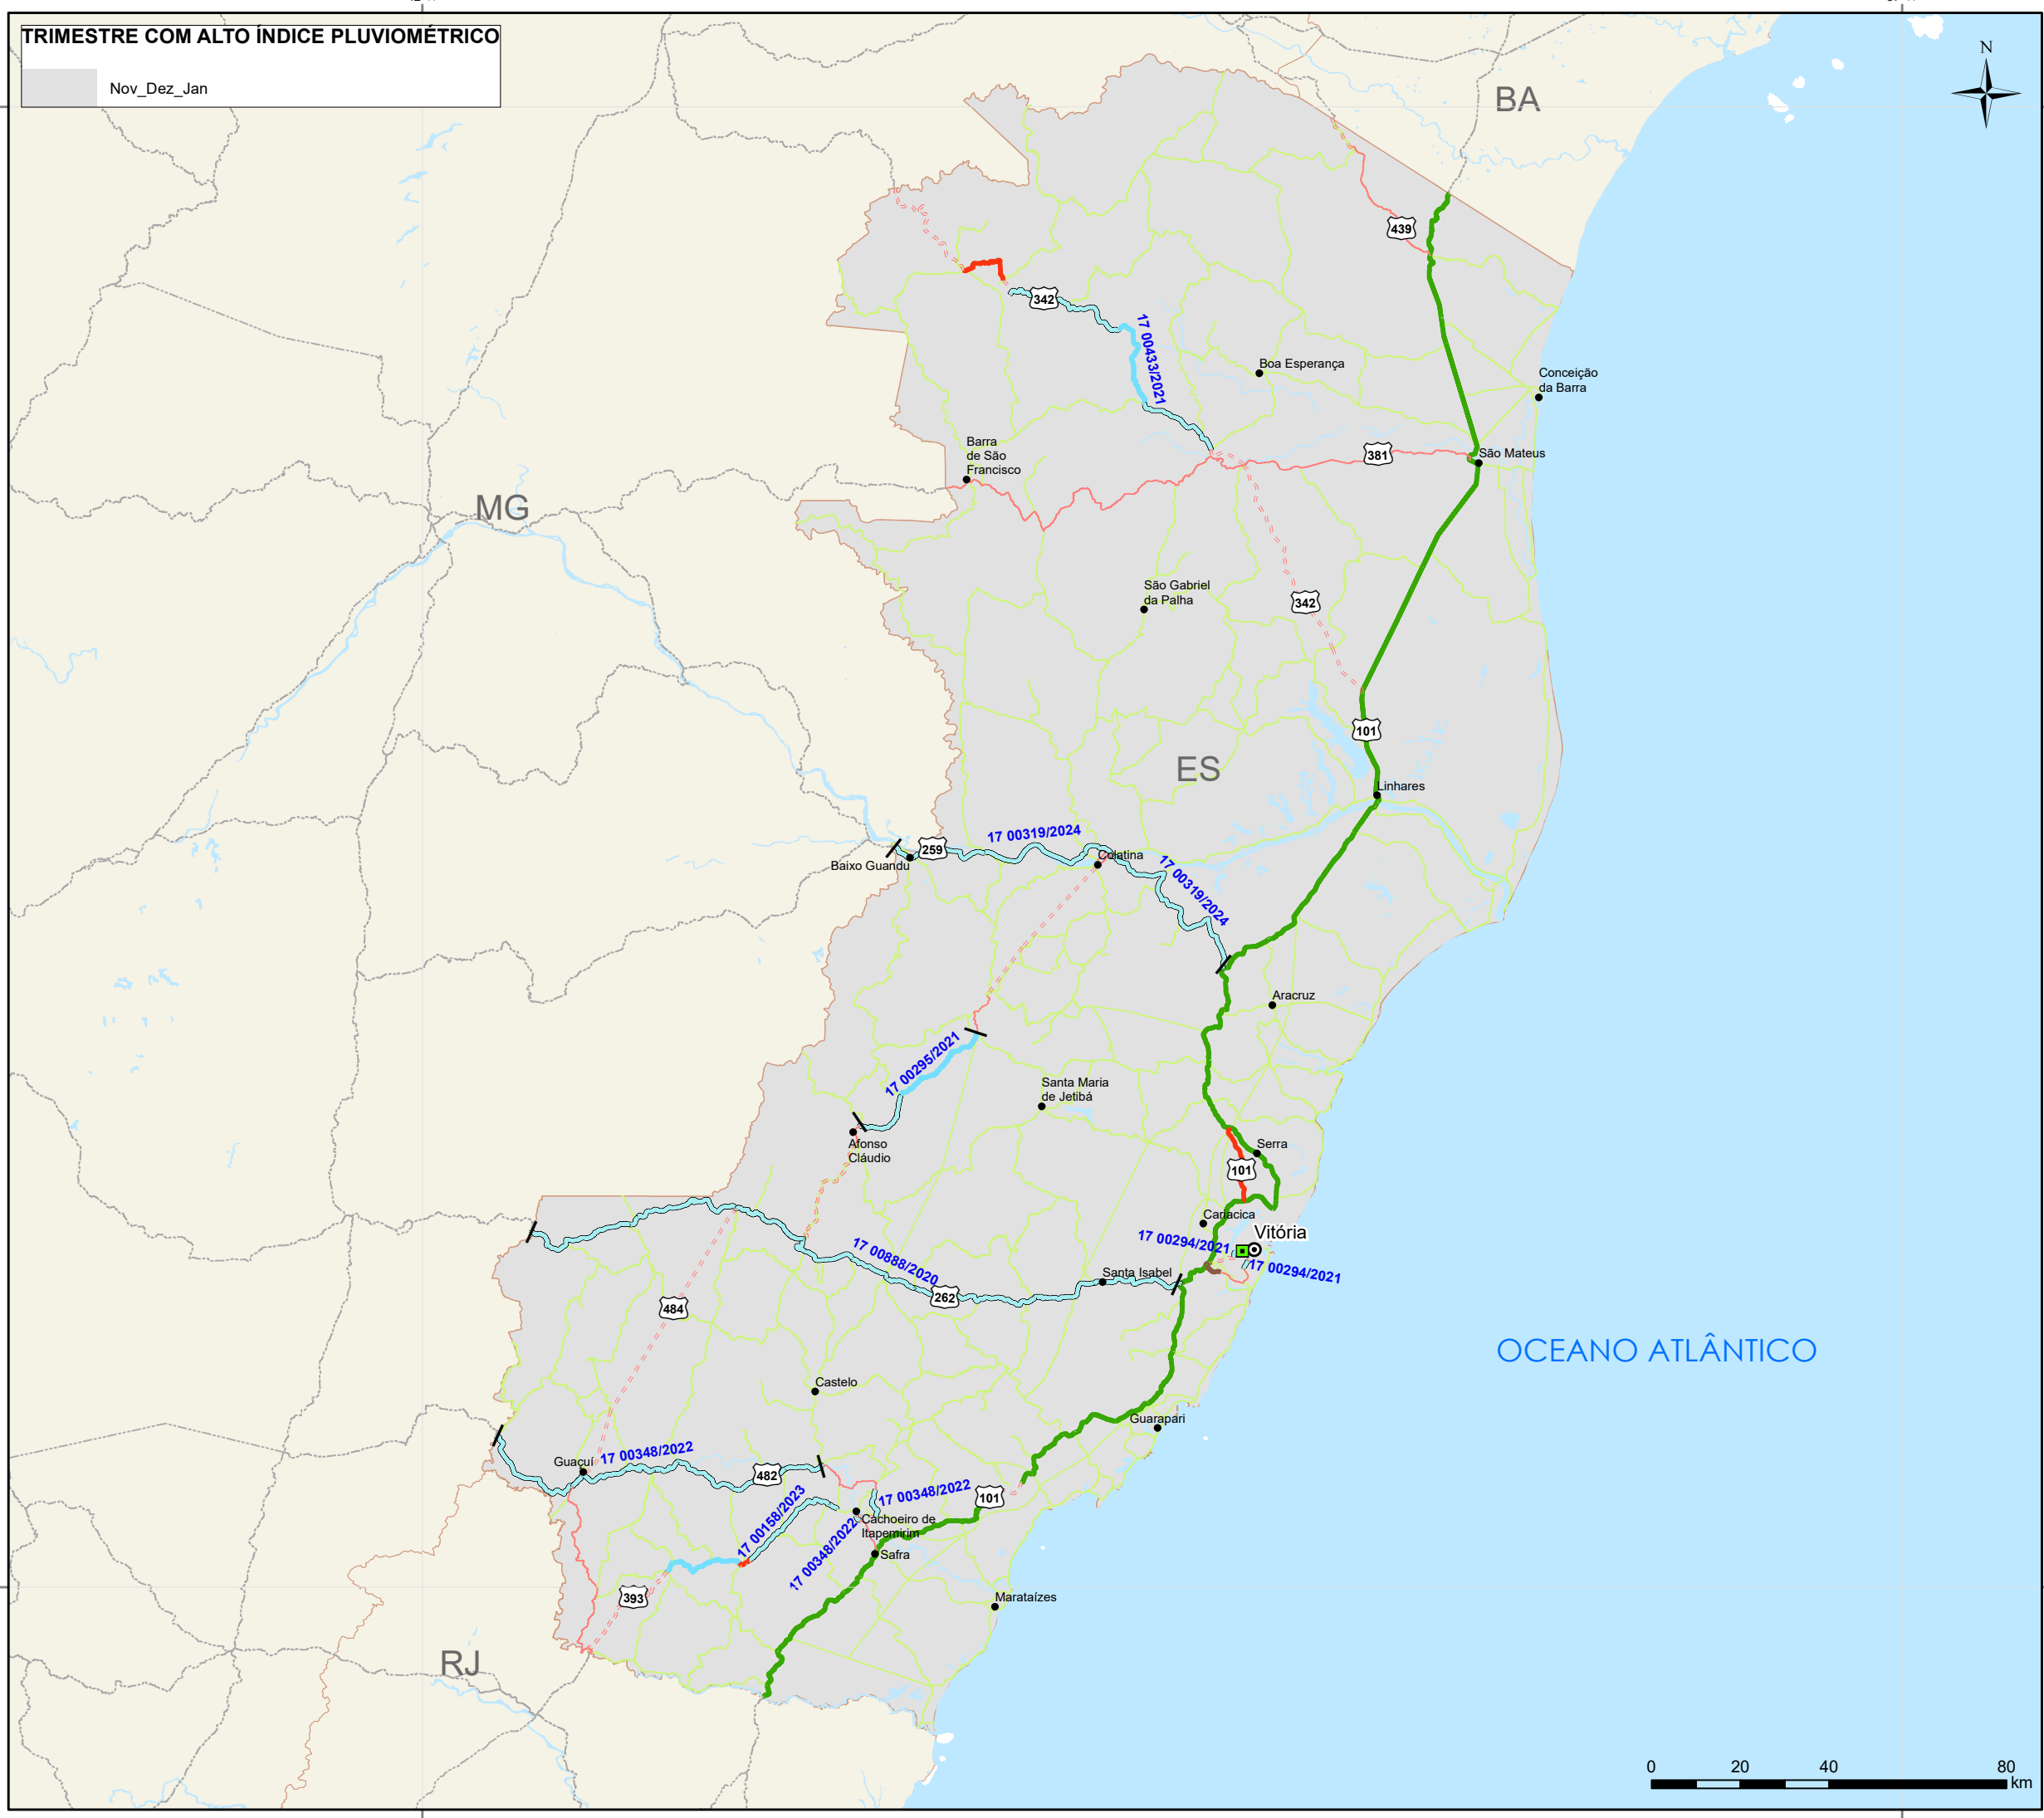 TRIMESTRE COM ALTO ÍNDICE PLUVIOMÉTRICO
Nov_Dez_Jan
N
BA
439
342
17 00433/2021
Boa Esperança
Conceição
da Barra
Barra
de São
Francisco
381
São Mateus
MG
São Gabriel
da Palha
342
101
ES
Linhares
17 00319/2024
259
Baixo Guandu
Colatina
17 00319/2024
Aracruz
17 00295/2021
Santa Maria
de Jetibá
Afonso
Cláudio
Serra
101
Cariacica
Vitória
17 00294/2021
17 00294/2021
17 00888/2020
Santa Isabel
262
484
OCEANO ATLÂNTICO
Castelo
Guarapari
Guaçuí
17 00348/2022
482
17 00348/2022
101
17 00158/2023
Cachoeiro de
Itapemirim
17 00348/2022
Safra
393
Marataízes
RJ
0 20 40 80
km